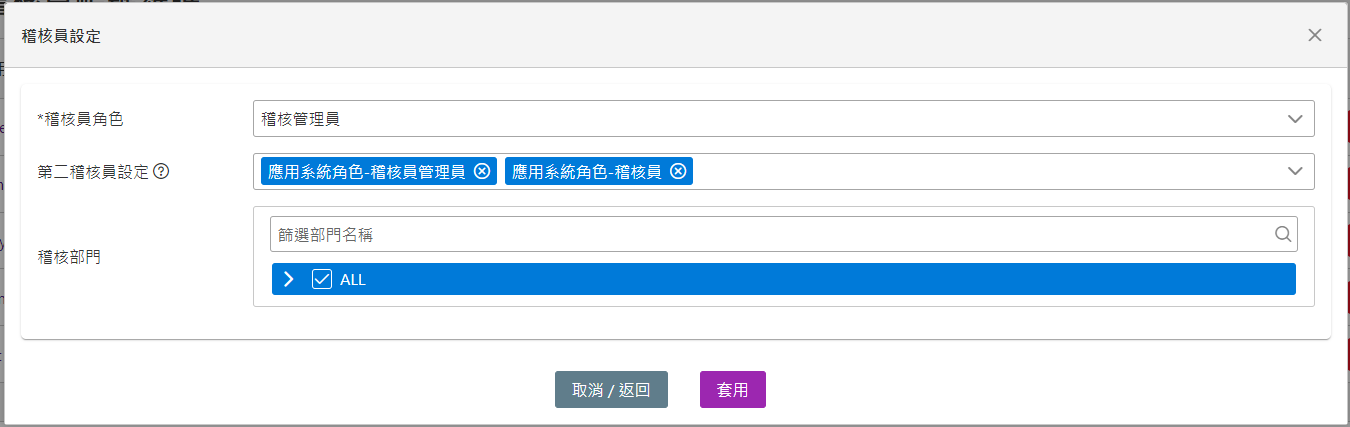 稽核員設定
*稽核員角色
稽核管理員
第二稽核員設定
應用系統角色-稽核員管理員 應用系統角色-稽核員
稽核部門
篩選部門名稱
ALL
取消 / 返回
套用